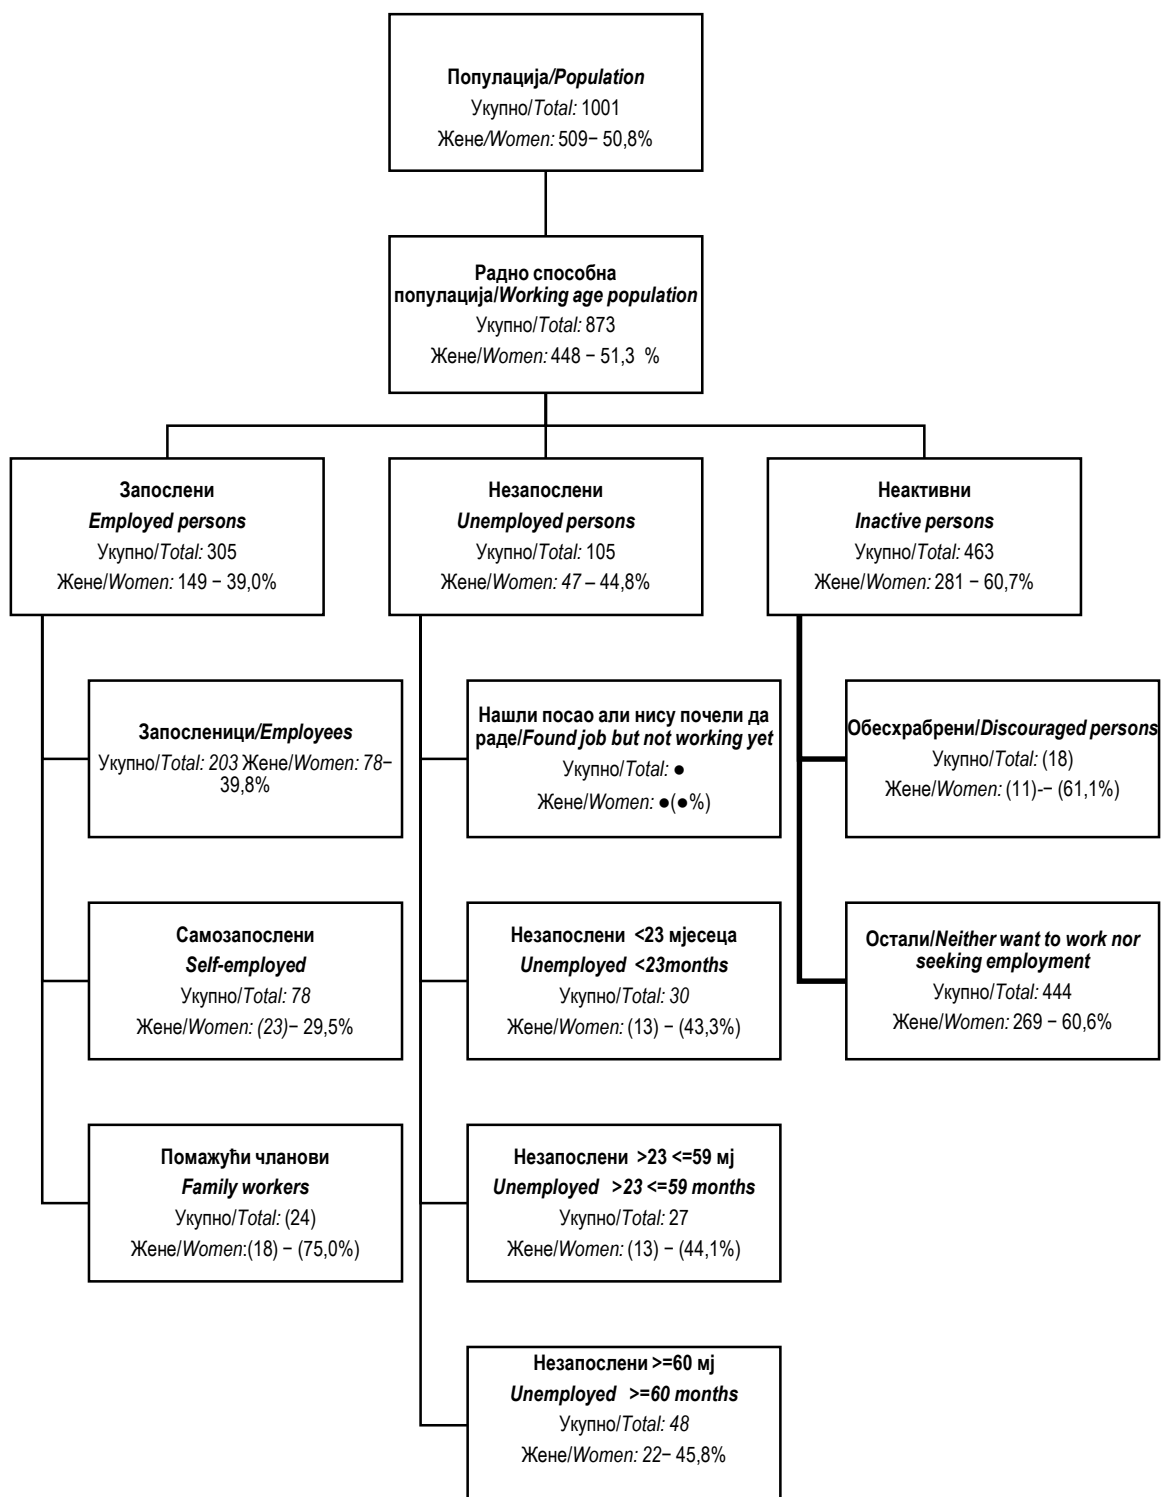 Популација/Population
Укупно/Total: 1001
Жене/Women: 509− 50,8%
Радно способна
популација/Working age population
Укупно/Total: 873
Жене/Women: 448 − 51,3 %
Запослени
Employed persons
Укупно/Total: 305
Жене/Women: 149 − 39,0%
Незапослени
Unemployed persons
Укупно/Total: 105
Жене/Women: 47 – 44,8%
Неактивни
Inactive persons
Укупно/Total: 463
Жене/Women: 281 − 60,7%
Запосленици/Employees
Укупно/Total: 203 Жене/Women: 78−
39,8%
Нашли посао али нису почели да
раде/Found job but not working yet
Укупно/Total: ●
Жене/Women: ●(●%)
Обесхрабрени/Discouraged persons
Укупно/Total: (18)
Жене/Women: (11)-− (61,1%)
Самозапослени
Self-employed
Укупно/Total: 78
Жене/Women: (23)− 29,5%
Незапослени <23 мјесеца
Unemployed <23months
Укупно/Total: 30
Жене/Women: (13) − (43,3%)
Остали/Neither want to work nor
seeking employment
Укупно/Total: 444
Жене/Women: 269 − 60,6%
Помажући чланови
Family workers
Укупно/Total: (24)
Жене/Women:(18) − (75,0%)
Незапослени >23 <=59 мј
Unemployed >23 <=59 months
Укупно/Total: 27
Жене/Women: (13) − (44,1%)
Незапослени >=60 мј
Unemployed >=60 months
Укупно/Total: 48
Жене/Women: 22− 45,8%